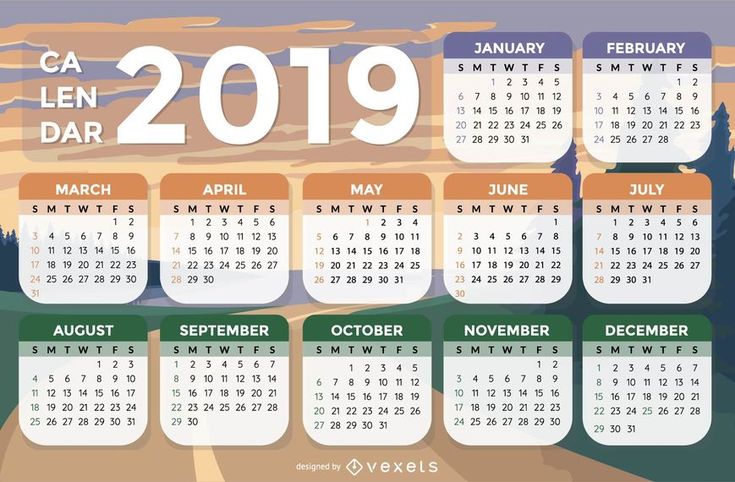 CA
LEN
DAR
2019
JANUARY
S M T W T F S
1 2 3 4 5
6 7 8 9 10 11 12
13 14 15 16 17 18 19
20 21 22 23 24 25 26
27 28 29 30 31
FEBRUARY
S M T W T F S
1 2
3 4 5 6 7 8 9
10 11 12 13 14 15 16
17 18 19 20 21 22 23
24 25 26 27 28
MARCH
S M T W T F S
1 2
3 4 5 6 7 8 9
10 11 12 13 14 15 16
17 18 19 20 21 22 23
24 25 26 27 28 29 30
31
APRIL
S M T W T F S
1 2 3 4 5 6
7 8 9 10 11 12 13
14 15 16 17 18 19 20
21 22 23 24 25 26 27
28 29 30
MAY
S M T W T F S
1 2 3 4
5 6 7 8 9 10 11
12 13 14 15 16 17 18
19 20 21 22 23 24 25
26 27 28 29 30 31
JUNE
S M T W T F S
1
2 3 4 5 6 7 8
9 10 11 12 13 14 15
16 17 18 19 20 21 22
23 24 25 26 27 28 29
30
JULY
S M T W T F S
1 2 3 4 5 6
7 8 9 10 11 12 13
14 15 16 17 18 19 20
21 22 23 24 25 26 27
28 29 30 31
AUGUST
S M T W T F S
1 2 3
4 5 6 7 8 9 10
11 12 13 14 15 16 17
18 19 20 21 22 23 24
25 26 27 28 29 30 31
SEPTEMBER
S M T W T F S
1 2 3 4 5 6 7
8 9 10 11 12 13 14
15 16 17 18 19 20 21
22 23 24 25 26 27 28
29 30
OCTOBER
S M T W T F S
1 2 3 4 5
6 7 8 9 10 11 12
13 14 15 16 17 18 19
20 21 22 23 24 25 26
27 28 29 30 31
NOVEMBER
S M T W T F S
1 2
3 4 5 6 7 8 9
10 11 12 13 14 15 16
17 18 19 20 21 22 23
24 25 26 27 28 29 30
DECEMBER
S M T W T F S
1 2 3 4 5 6 7
8 9 10 11 12 13 14
15 16 17 18 19 20 21
22 23 24 25 26 27 28
29 30 31
designed by vexels